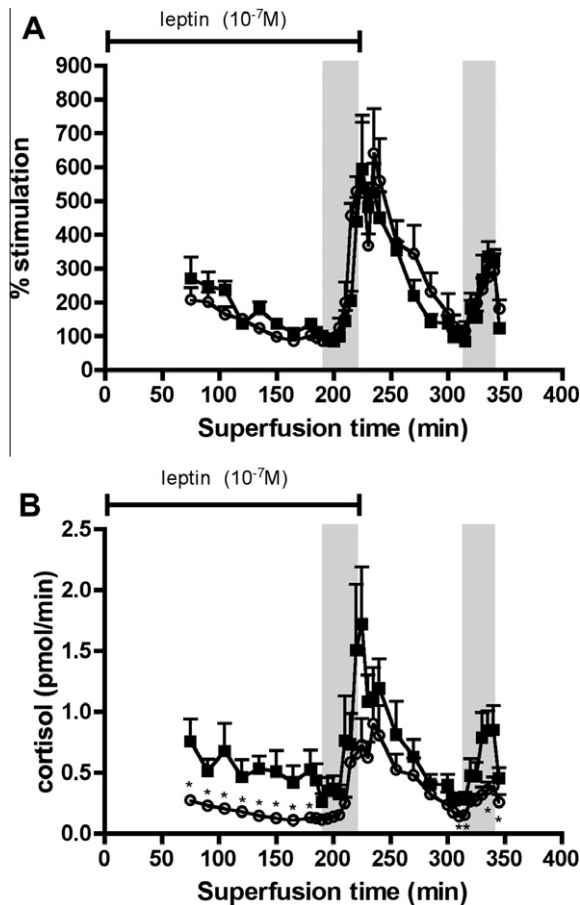 A
leptin (10⁻⁷M)
900
800
700
600
500
400
300
200
100
0
% stimulation
0 50 100 150 200 250 300 350 400
Superfusion time (min)
B
leptin (10⁻⁷M)
2.5
2.0
1.5
1.0
0.5
0.0
cortisol (pmol/min)
* * * * * * * ** * *
0 50 100 150 200 250 300 350 400
Superfusion time (min)